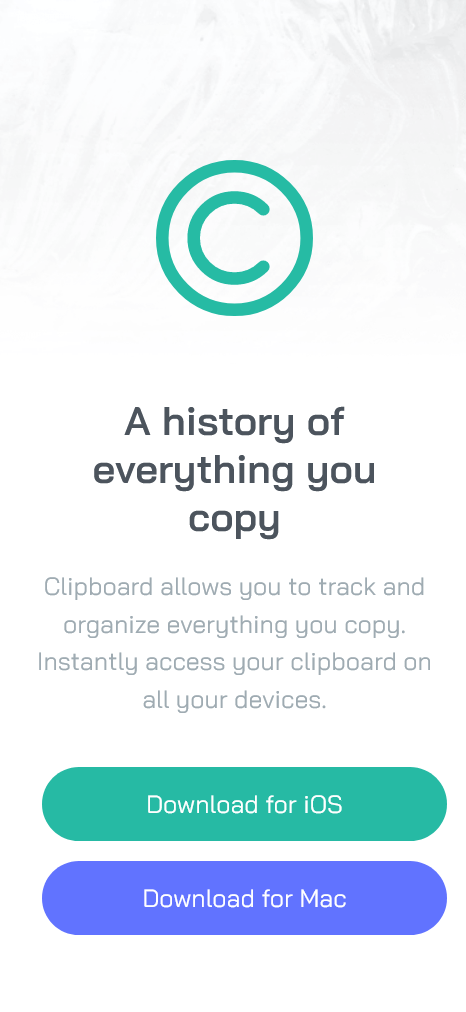 A history of
everything you
copy
Clipboard allows you to track and
organize everything you copy.
Instantly access your clipboard on
all your devices.
Download for iOS
Download for Mac